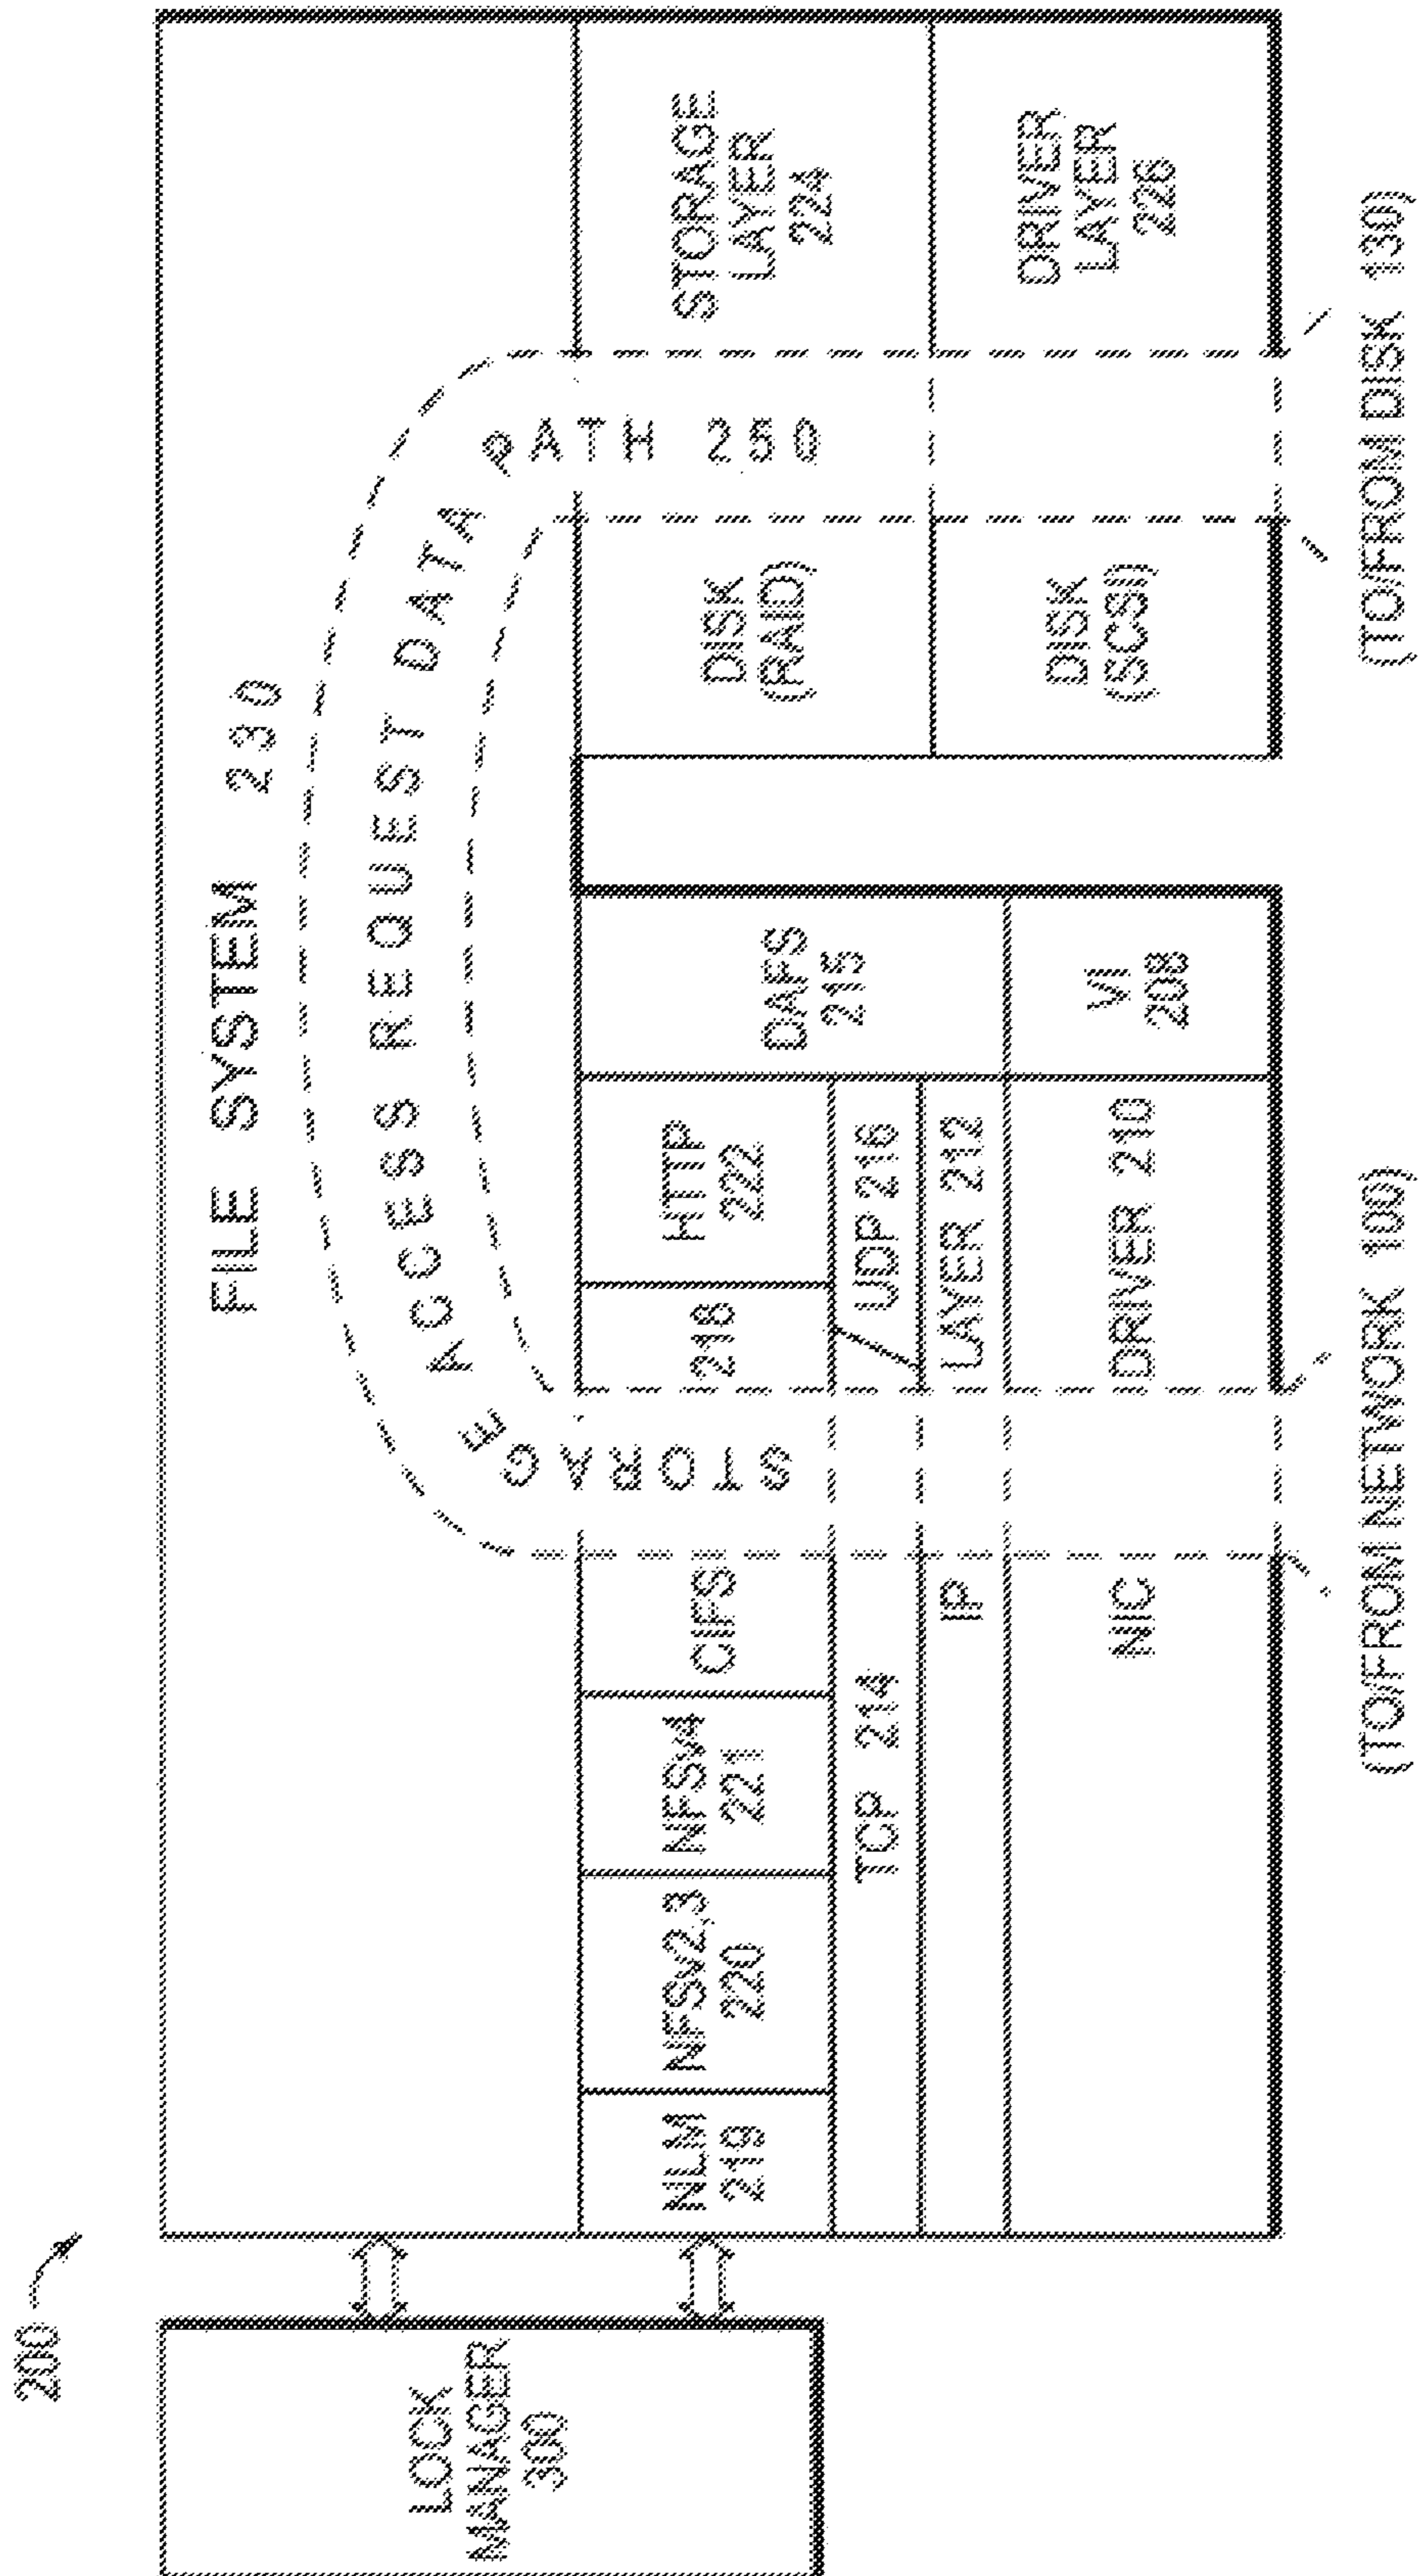 200
LOCK
MANAGER
300
FILE SYSTEM 230
STORAGE ACCESS REQUEST DATA PATH 250
NLM
219
NFSv2,3
220
NFSv4
221
CIFS 218
HTTP
222
DAFS
215
TCP 214
UDP 216
IP LAYER 212
NIC DRIVER 210
VI
208
DISK
(RAID)
STORAGE
LAYER
224
DISK
(SCSI)
DRIVER
LAYER
226
(TO/FROM NETWORK 100)
(TO/FROM DISK 130)